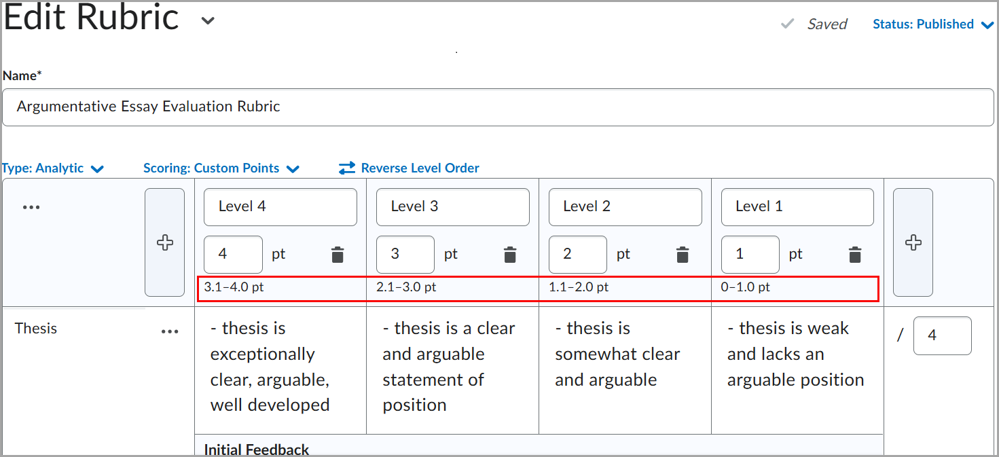 Edit Rubric
Saved
Status: Published
Name*
Argumentative Essay Evaluation Rubric
Type: Analytic
Scoring: Custom Points
Reverse Level Order
Level 4
Level 3
Level 2
Level 1
4 pt
3 pt
2 pt
1 pt
3.1–4.0 pt
2.1–3.0 pt
1.1–2.0 pt
0–1.0 pt
Thesis
- thesis is
exceptionally
clear, arguable,
well developed
- thesis is a clear
and arguable
statement of
position
- thesis is
somewhat clear
and arguable
- thesis is weak
and lacks an
arguable position
/ 4
Initial Feedback